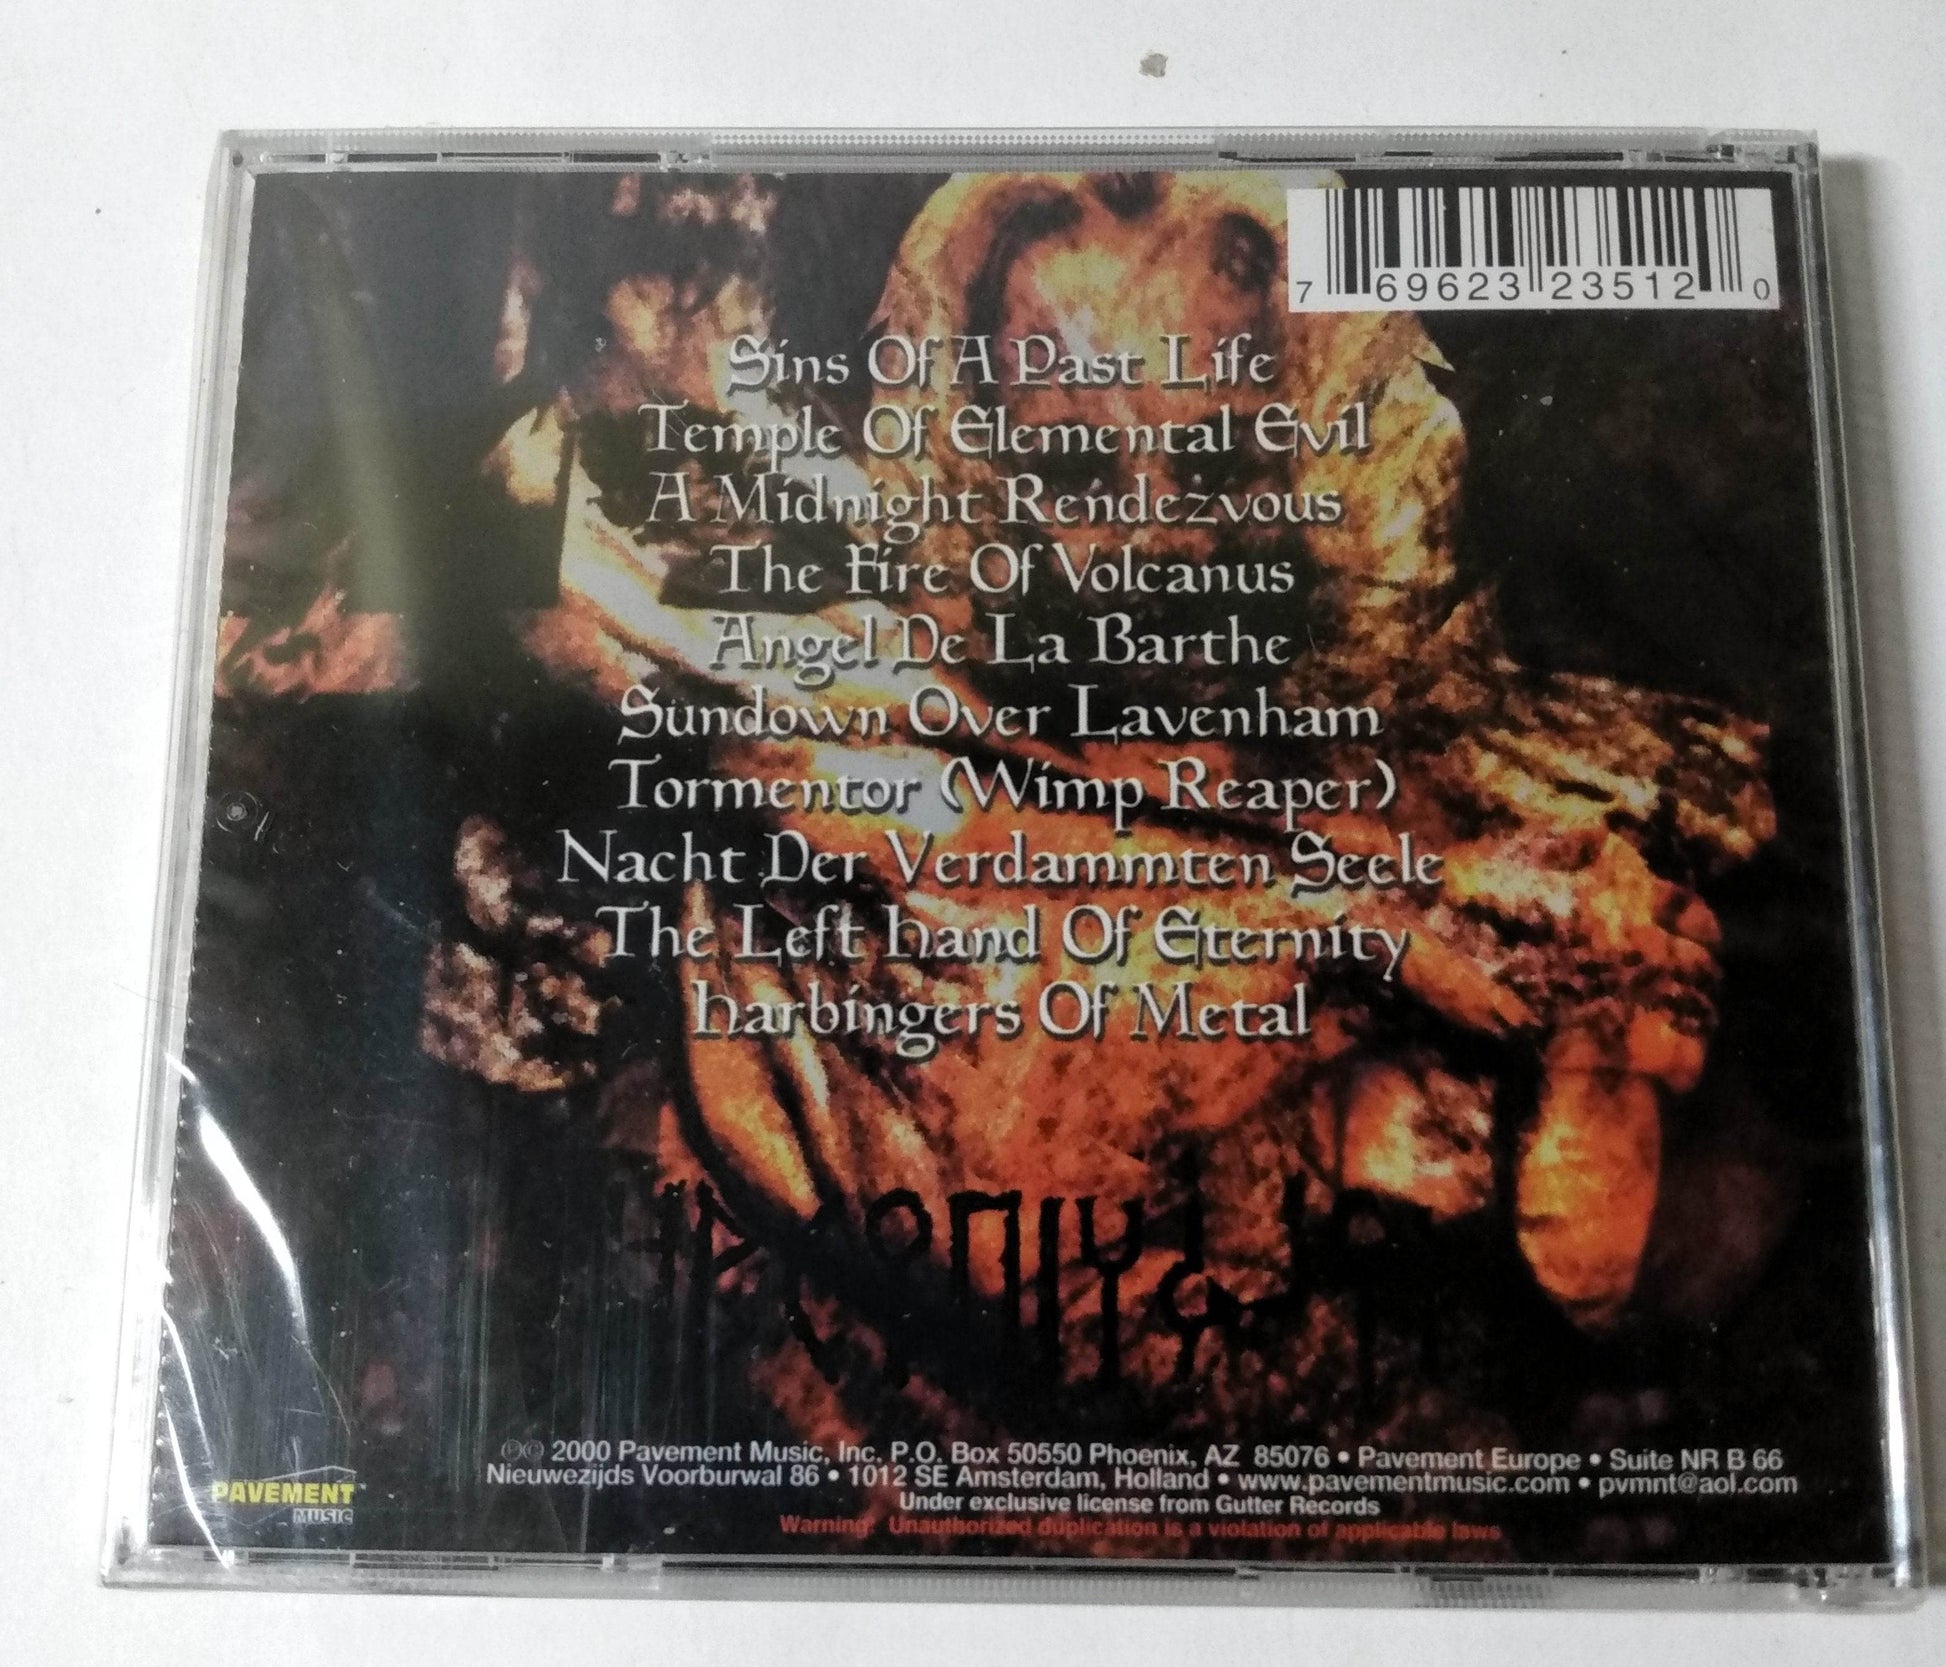 7 69623 23512 0
Sins Of A Past Life
Temple Of Elemental Evil
A Midnight Rendezvous
The Fire Of Volcanus
Angel De La Barthe
Sundown Over Lavenham
Tormentor (Wimp Reaper)
Nacht Der Verdammten Seele
The Left Hand Of Eternity
Harbingers Of Metal
℗© 2000 Pavement Music, Inc. P.O. Box 50550 Phoenix, AZ 85076 • Pavement Europe • Suite NR B 66
Nieuwezijds Voorburwal 86 • 1012 SE Amsterdam, Holland • www.pavementmusic.com • pvmnt@aol.com
Under exclusive license from Gutter Records
Warning: Unauthorized duplication is a violation of applicable laws
PAVEMENT
MUSIC